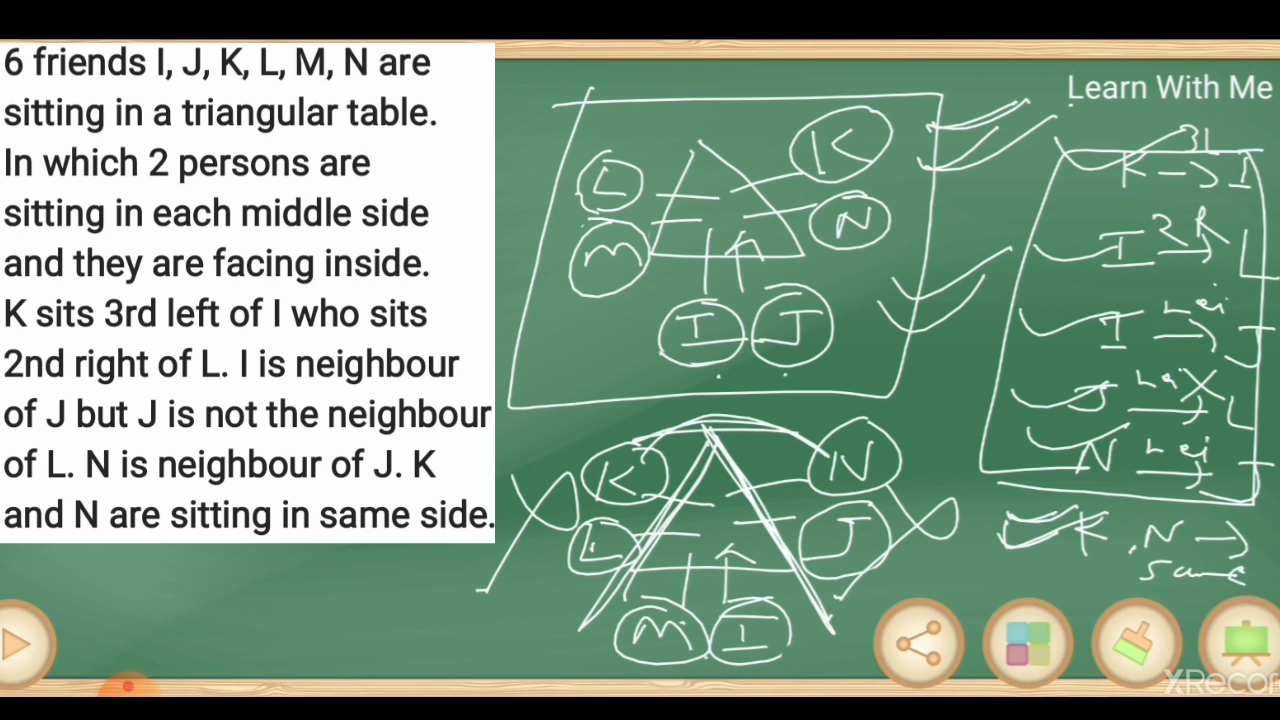 6 friends I, J, K, L, M, N are
sitting in a triangular table.
In which 2 persons are
sitting in each middle side
and they are facing inside.
K sits 3rd left of I who sits
2nd right of L. I is neighbour
of J but J is not the neighbour
of L. N is neighbour of J. K
and N are sitting in same side.
Learn With Me
K
L
N
M
I J
K N
L J
M I
3L
K → I
2R
I → L
I → J
J → L
N → J
K, N →
same
XRecor